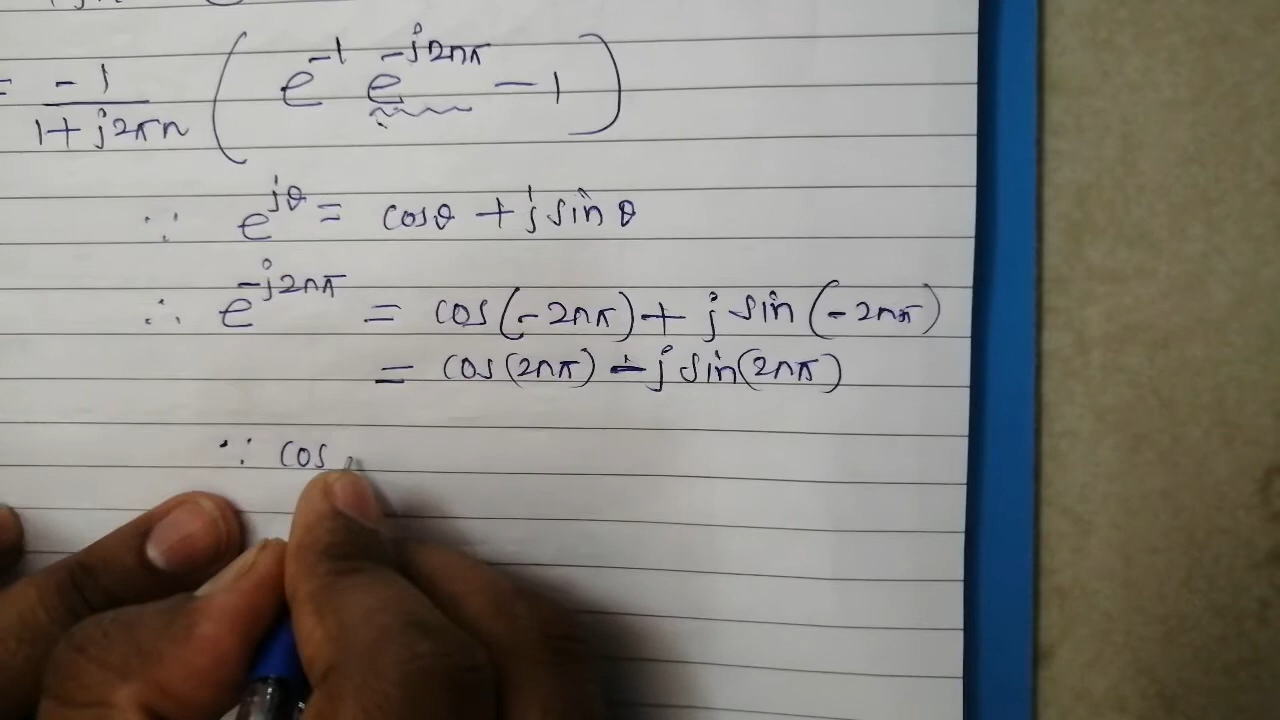 = -1 / (1 + j2πn) ( e^{-1} e^{-j2nπ} - 1 )
∵ e^{jθ} = cosθ + j sinθ
∴ e^{-j2nπ} = cos(-2nπ) + j sin(-2nπ)
= cos(2nπ) - j sin(2nπ)
∵ cos